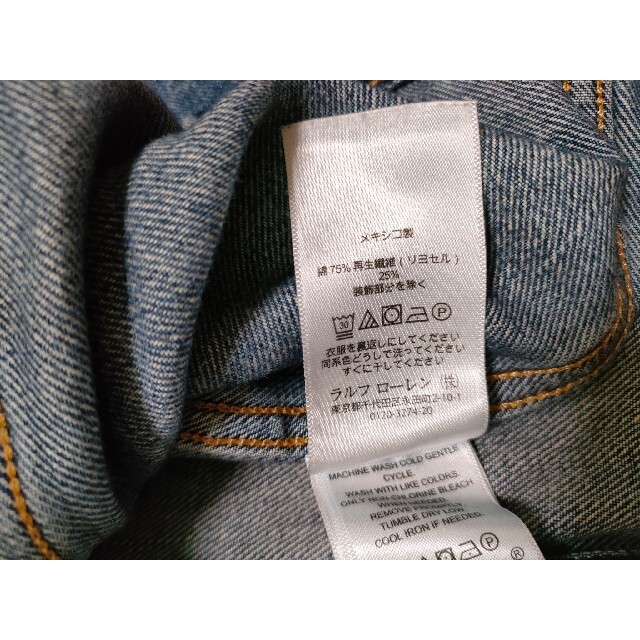 メキシコ製
綿 75% 再生繊維 ( リヨセル )
25%
装飾部分を除く
30
P
衣服を裏返しにしてください
同系色どうしで洗ってください
すぐに干してください
ラルフ ローレン (株)
東京都千代田区永田町2-10-1
0120-3274-20
MACHINE WASH COLD GENTLE
CYCLE.
WASH WITH LIKE COLORS.
ONLY NON-CHLORINE BLEACH
WHEN NEEDED.
REMOVE PROMPTLY.
TUMBLE DRY LOW
COOL IRON IF NEEDED.
P
®